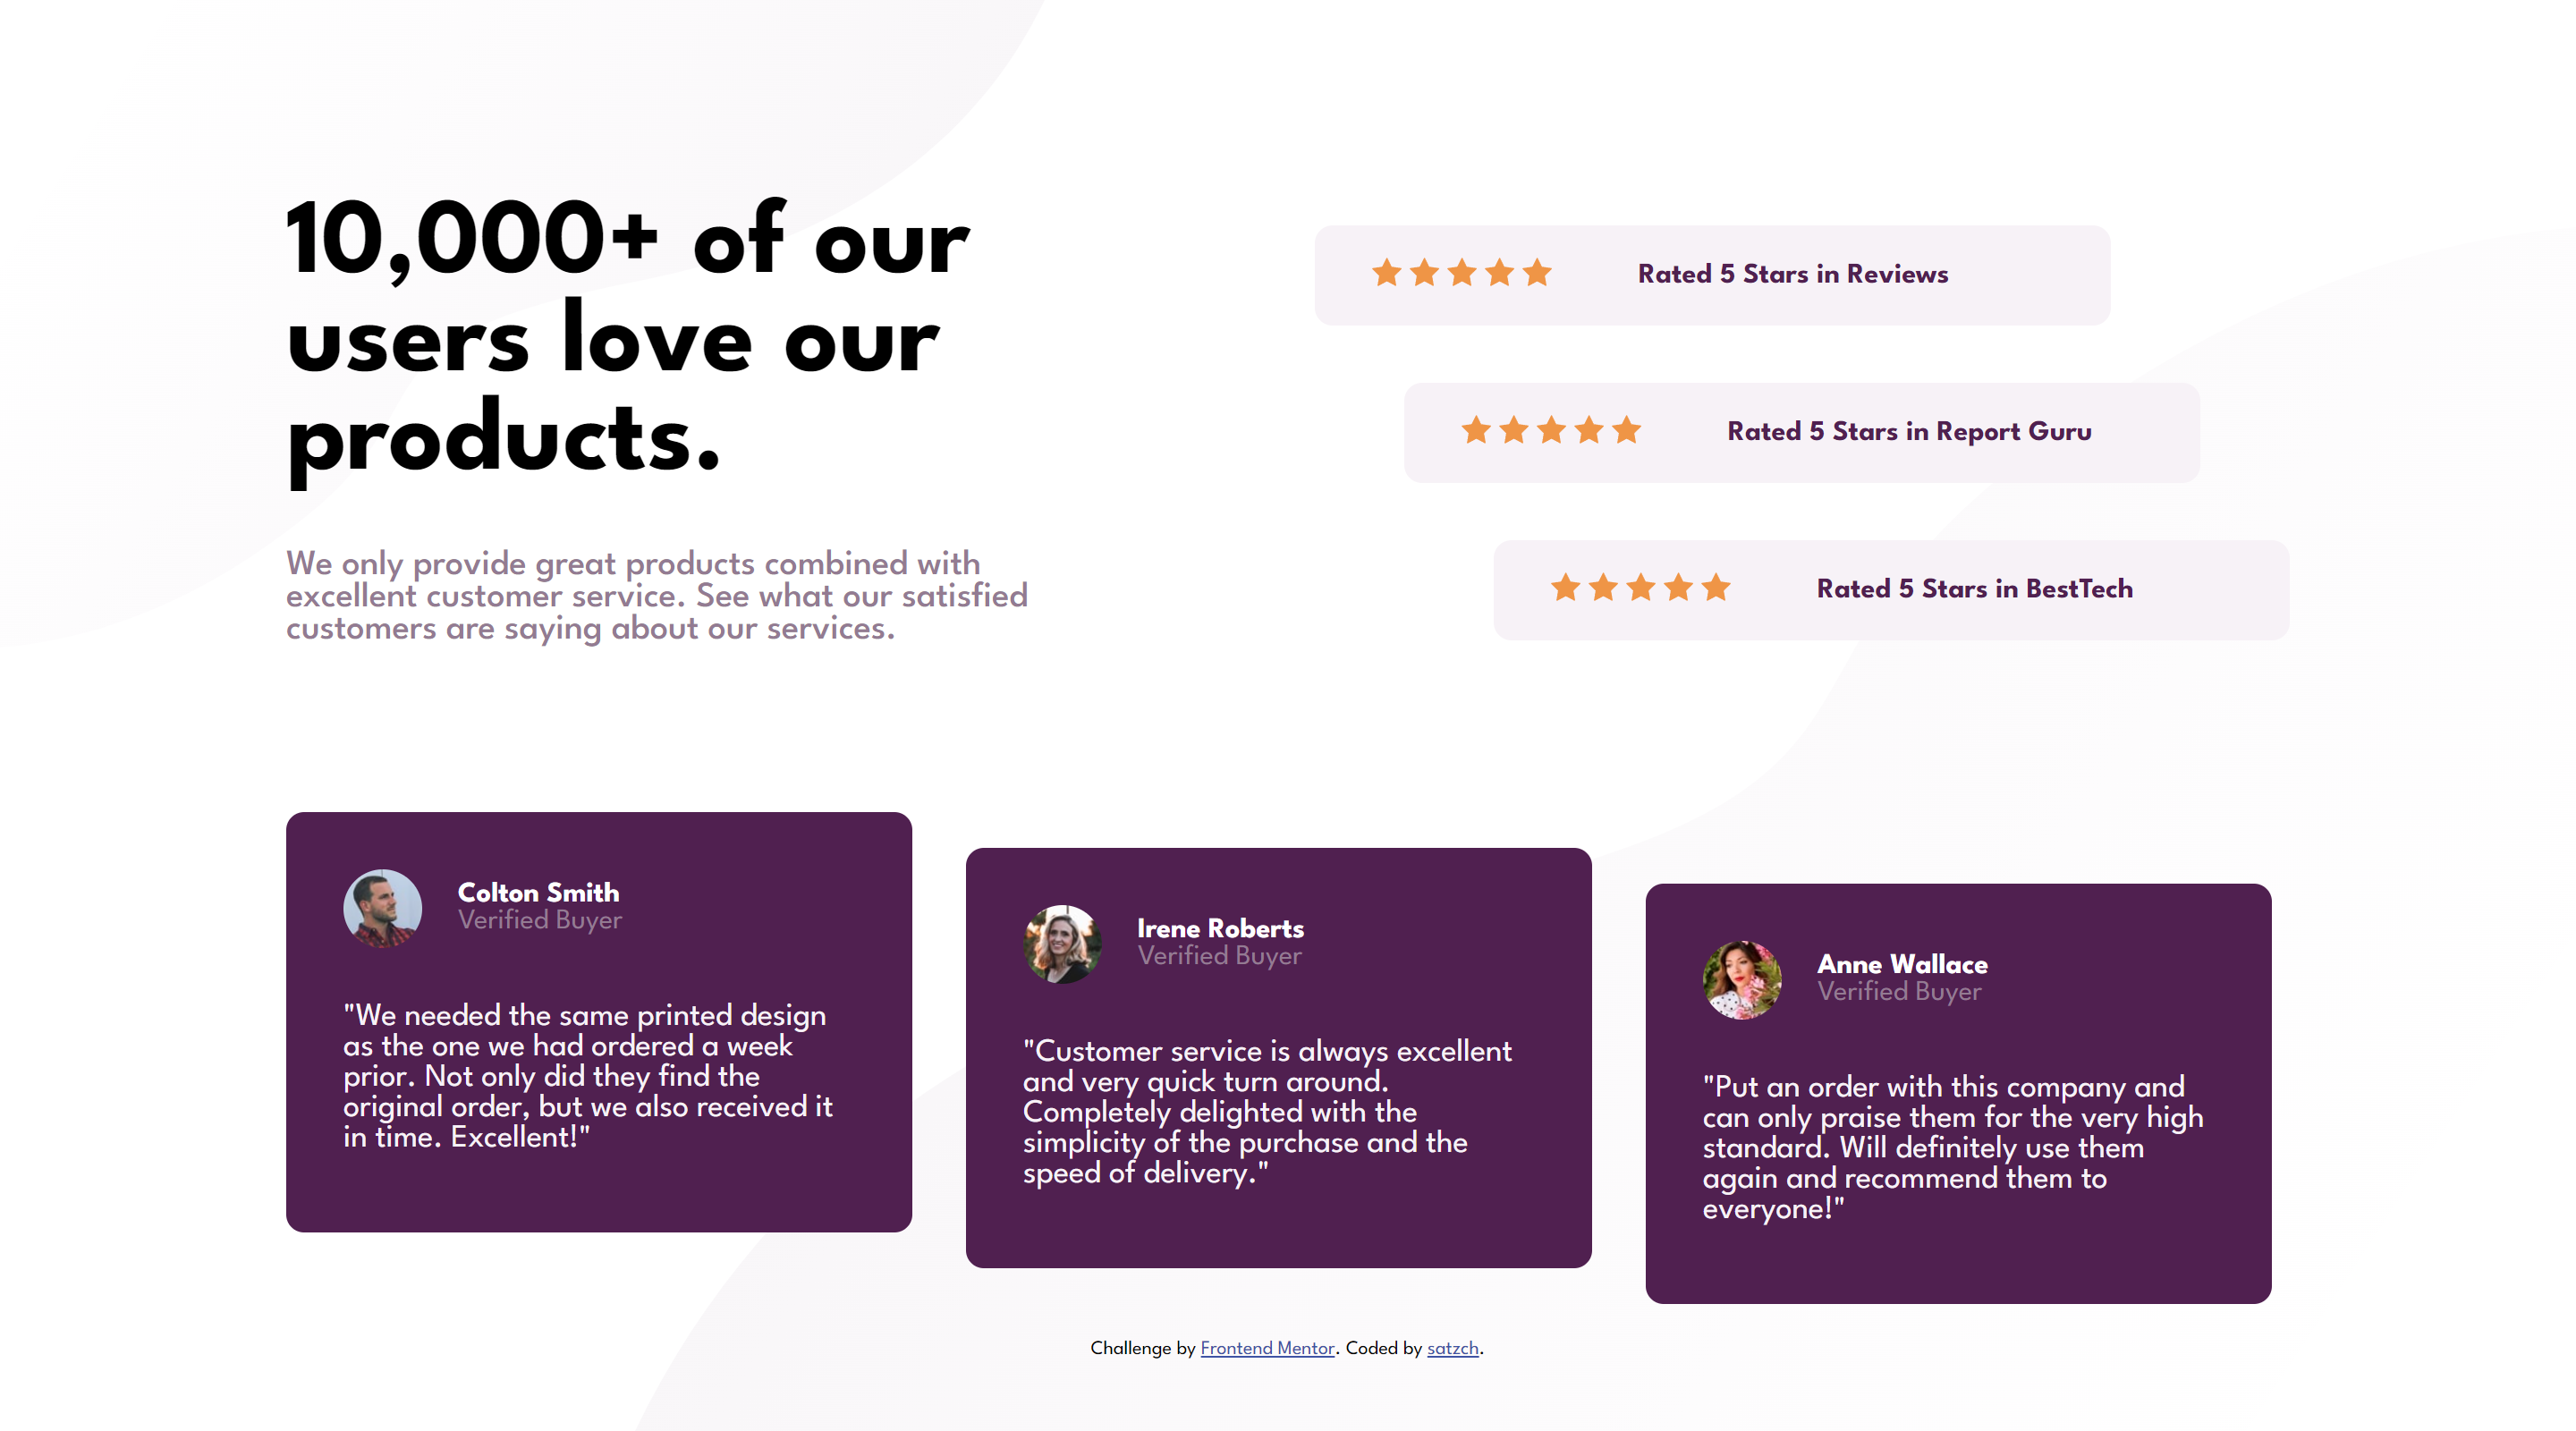 10,000+ of our
users love our
products.
We only provide great products combined with
excellent customer service. See what our satisfied
customers are saying about our services.
Rated 5 Stars in Reviews
Rated 5 Stars in Report Guru
Rated 5 Stars in BestTech
Colton Smith
Verified Buyer
"We needed the same printed design
as the one we had ordered a week
prior. Not only did they find the
original order, but we also received it
in time. Excellent!"
Irene Roberts
Verified Buyer
"Customer service is always excellent
and very quick turn around.
Completely delighted with the
simplicity of the purchase and the
speed of delivery."
Anne Wallace
Verified Buyer
"Put an order with this company and
can only praise them for the very high
standard. Will definitely use them
again and recommend them to
everyone!"
Challenge by Frontend Mentor. Coded by satzch.